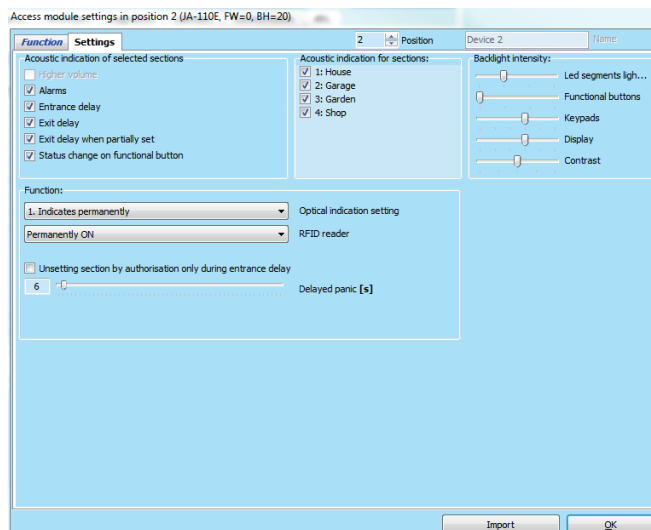 Access module settings in position 2 (JA-110E, FW=0, BH=20)
Function Settings
2 Position Device 2 Name
Acoustic indication of selected sections
Higher volume
Alarms
Entrance delay
Exit delay
Exit delay when partially set
Status change on functional button
Acoustic indication for sections:
1: House
2: Garage
3: Garden
4: Shop
Backlight intensity:
Led segments ligh...
Functional buttons
Keypads
Display
Contrast
Function:
1. Indicates permanently Optical indication setting
Permanently ON RFID reader
Unsetting section by authorisation only during entrance delay
6 Delayed panic [s]
Import OK